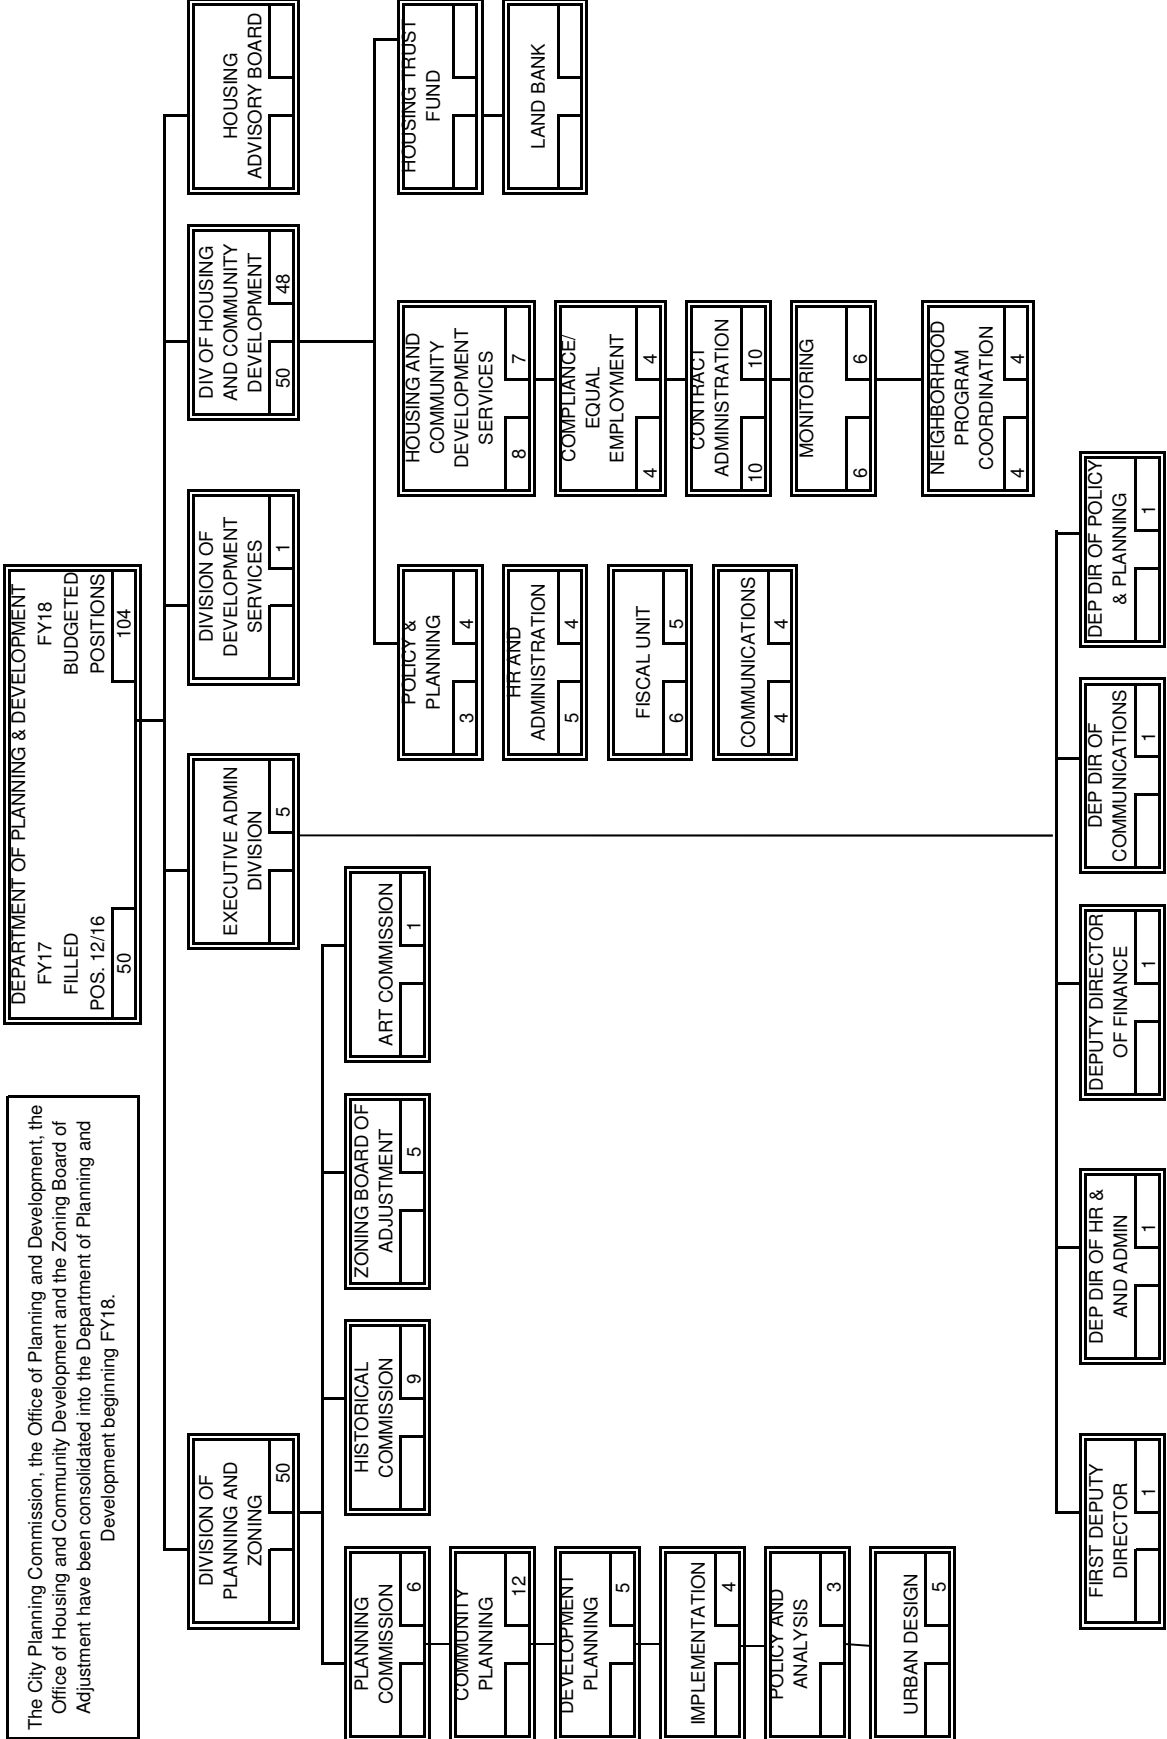 The City Planning Commission, the Office of Planning and Development, the
Office of Housing and Community Development and the Zoning Board of
Adjustment have been consolidated into the Department of Planning and
Development beginning FY18.
DEPARTMENT OF PLANNING & DEVELOPMENT
FY17 FY18
FILLED BUDGETED
POS. 12/16 POSITIONS
50 104
DIVISION OF
PLANNING AND
ZONING
50
EXECUTIVE ADMIN
DIVISION
5
DIVISION OF
DEVELOPMENT
SERVICES
1
DIV OF HOUSING
AND COMMUNITY
DEVELOPMENT
50 48
HOUSING
ADVISORY BOARD
PLANNING
COMMISSION
6
HISTORICAL
COMMISSION
9
ZONING BOARD OF
ADJUSTMENT
5
ART COMMISSION
1
COMMUNITY
PLANNING
12
DEVELOPMENT
PLANNING
5
IMPLEMENTATION
4
POLICY AND
ANALYSIS
3
URBAN DESIGN
5
POLICY &
PLANNING
3 4
HR AND
ADMINISTRATION
5 4
FISCAL UNIT
6 5
COMMUNICATIONS
4 4
HOUSING AND
COMMUNITY
DEVELOPMENT
SERVICES
8 7
COMPLIANCE/
EQUAL
EMPLOYMENT
4 4
CONTRACT
ADMINISTRATION
10 10
MONITORING
6 6
NEIGHBORHOOD
PROGRAM
COORDINATION
4 4
HOUSING TRUST
FUND
LAND BANK
FIRST DEPUTY
DIRECTOR
1
DEP DIR OF HR &
AND ADMIN
1
DEPUTY DIRECTOR
OF FINANCE
1
DEP DIR OF
COMMUNICATIONS
1
DEP DIR OF POLICY
& PLANNING
1